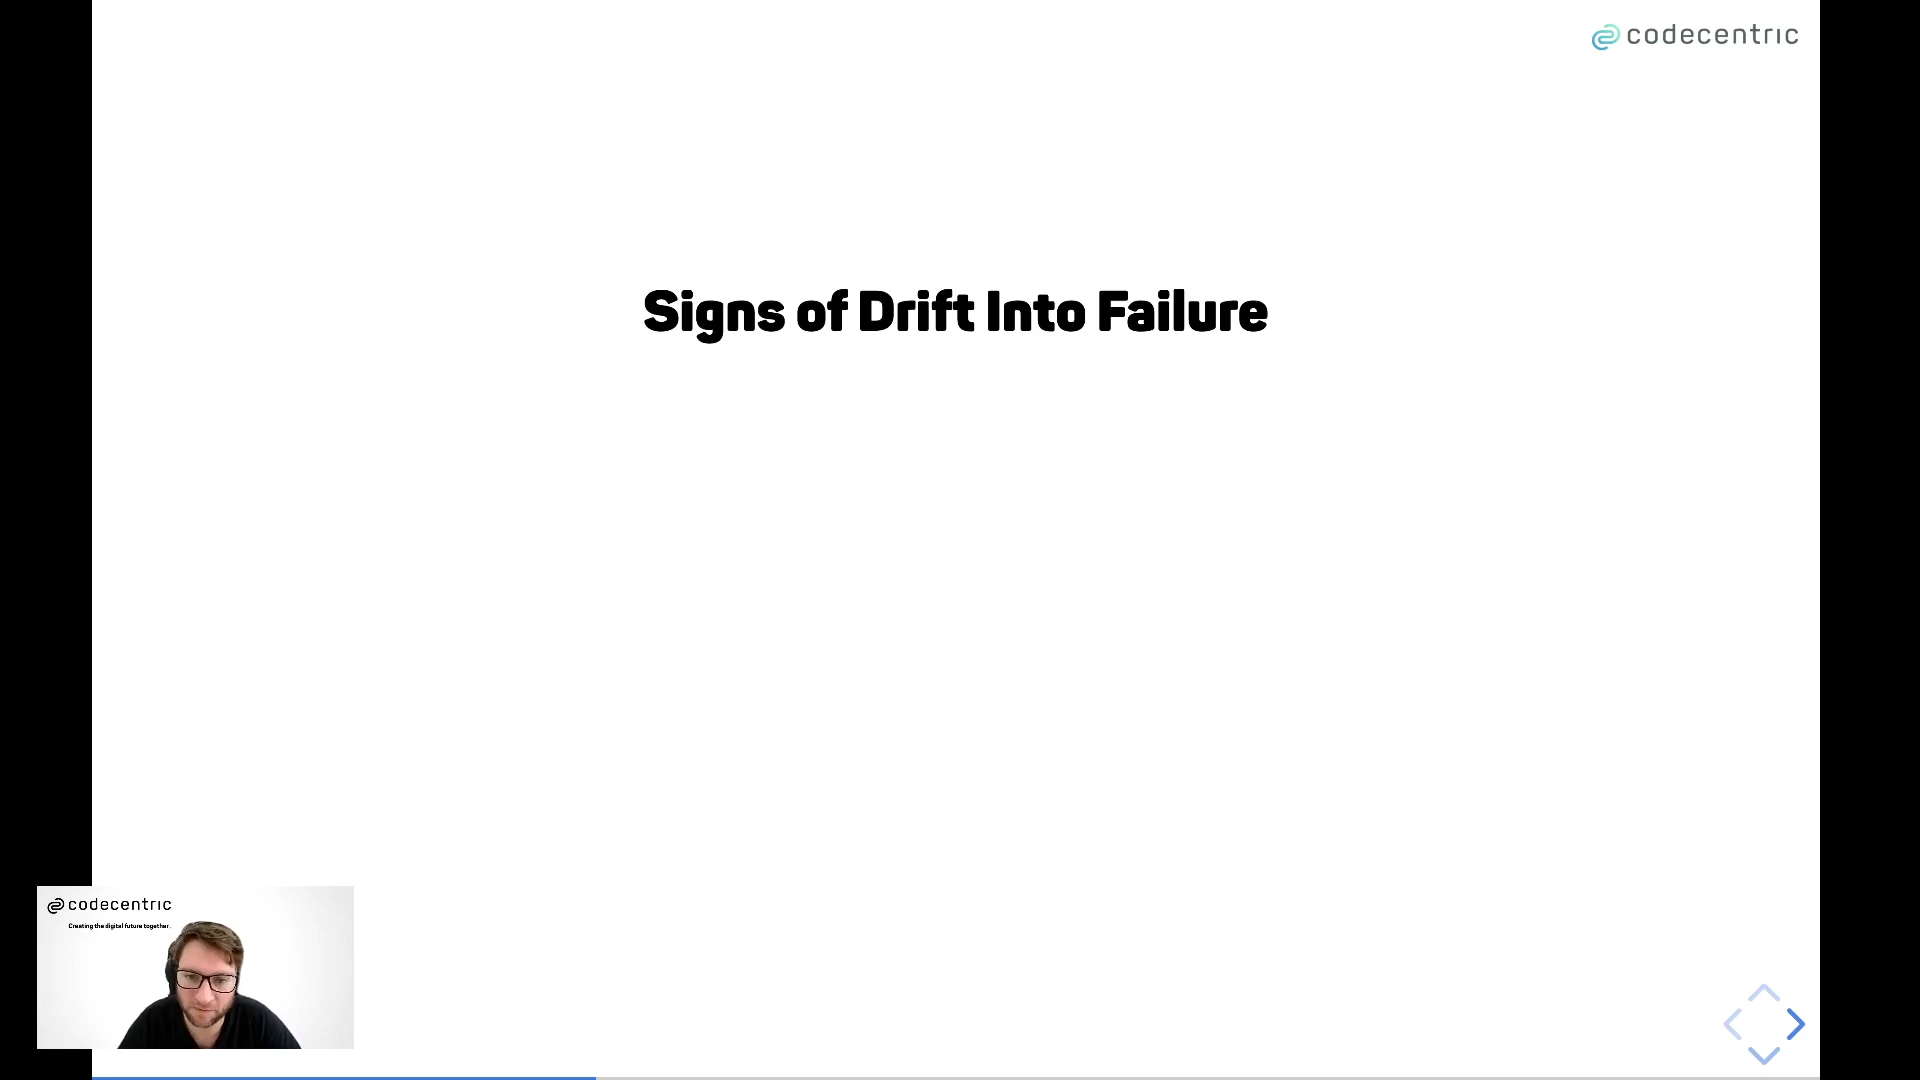 codecentric
Signs of Drift Into Failure
codecentric
Creating the digital future together.